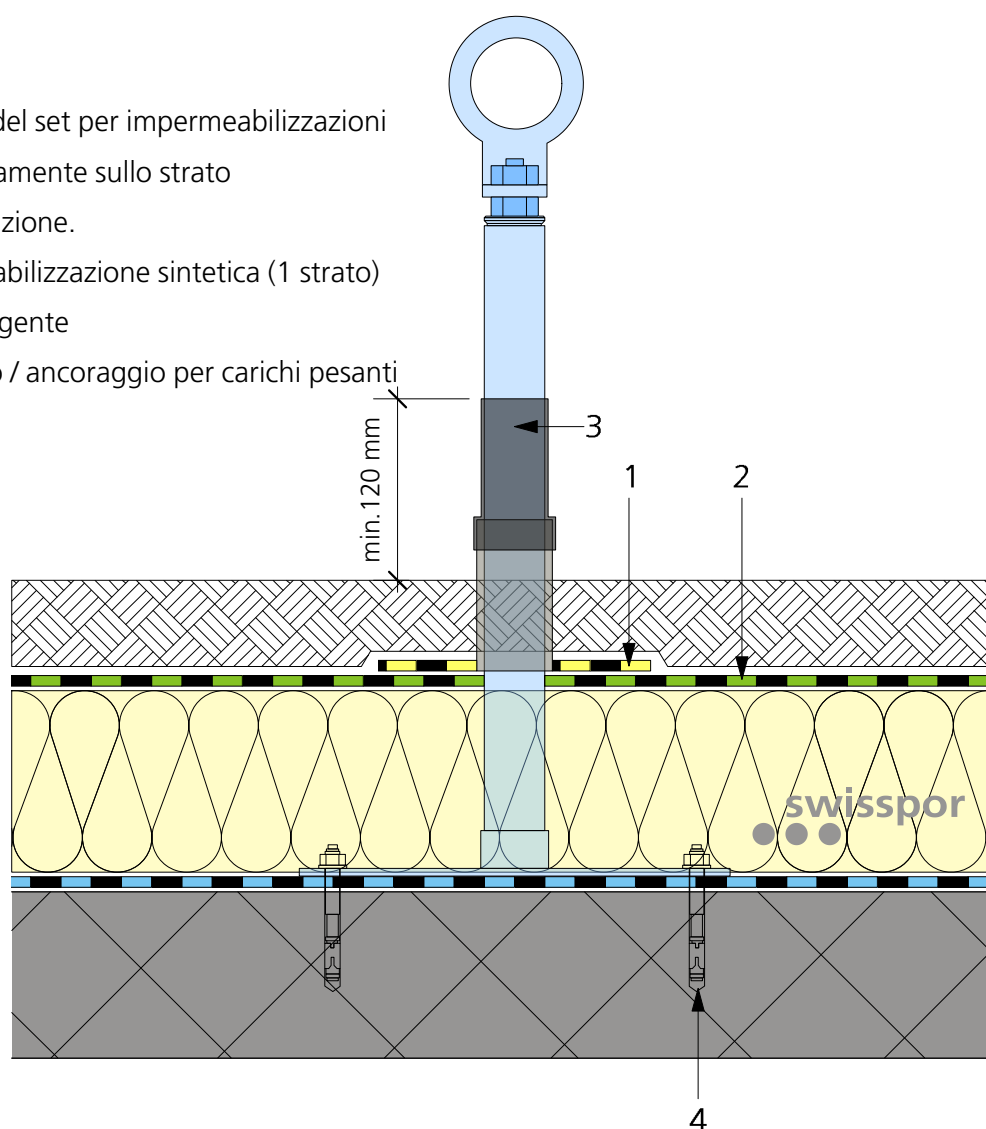 del set per impermeabilizzazioni
amente sullo strato
zione.
abilizzazione sintetica (1 strato)
gente
o / ancoraggio per carichi pesanti
min.120 mm
3
1
2
swisspor
4